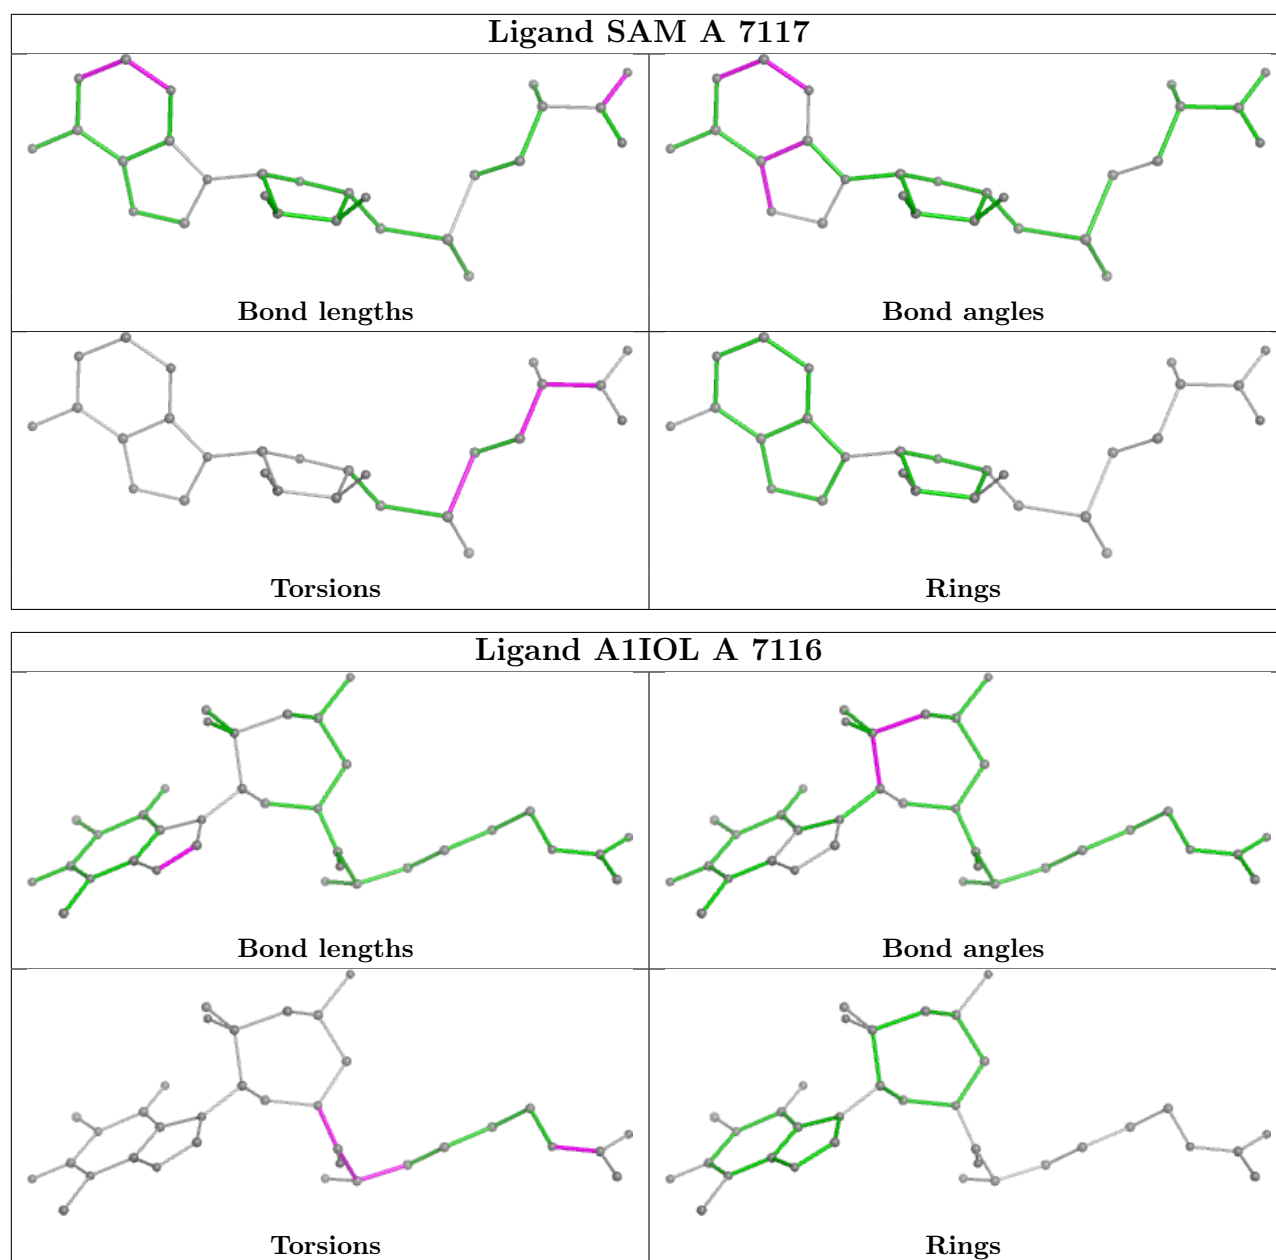 Ligand SAM A 7117
Bond lengths
Bond angles
Torsions
Rings
Ligand A1IOL A 7116
Bond lengths
Bond angles
Torsions
Rings